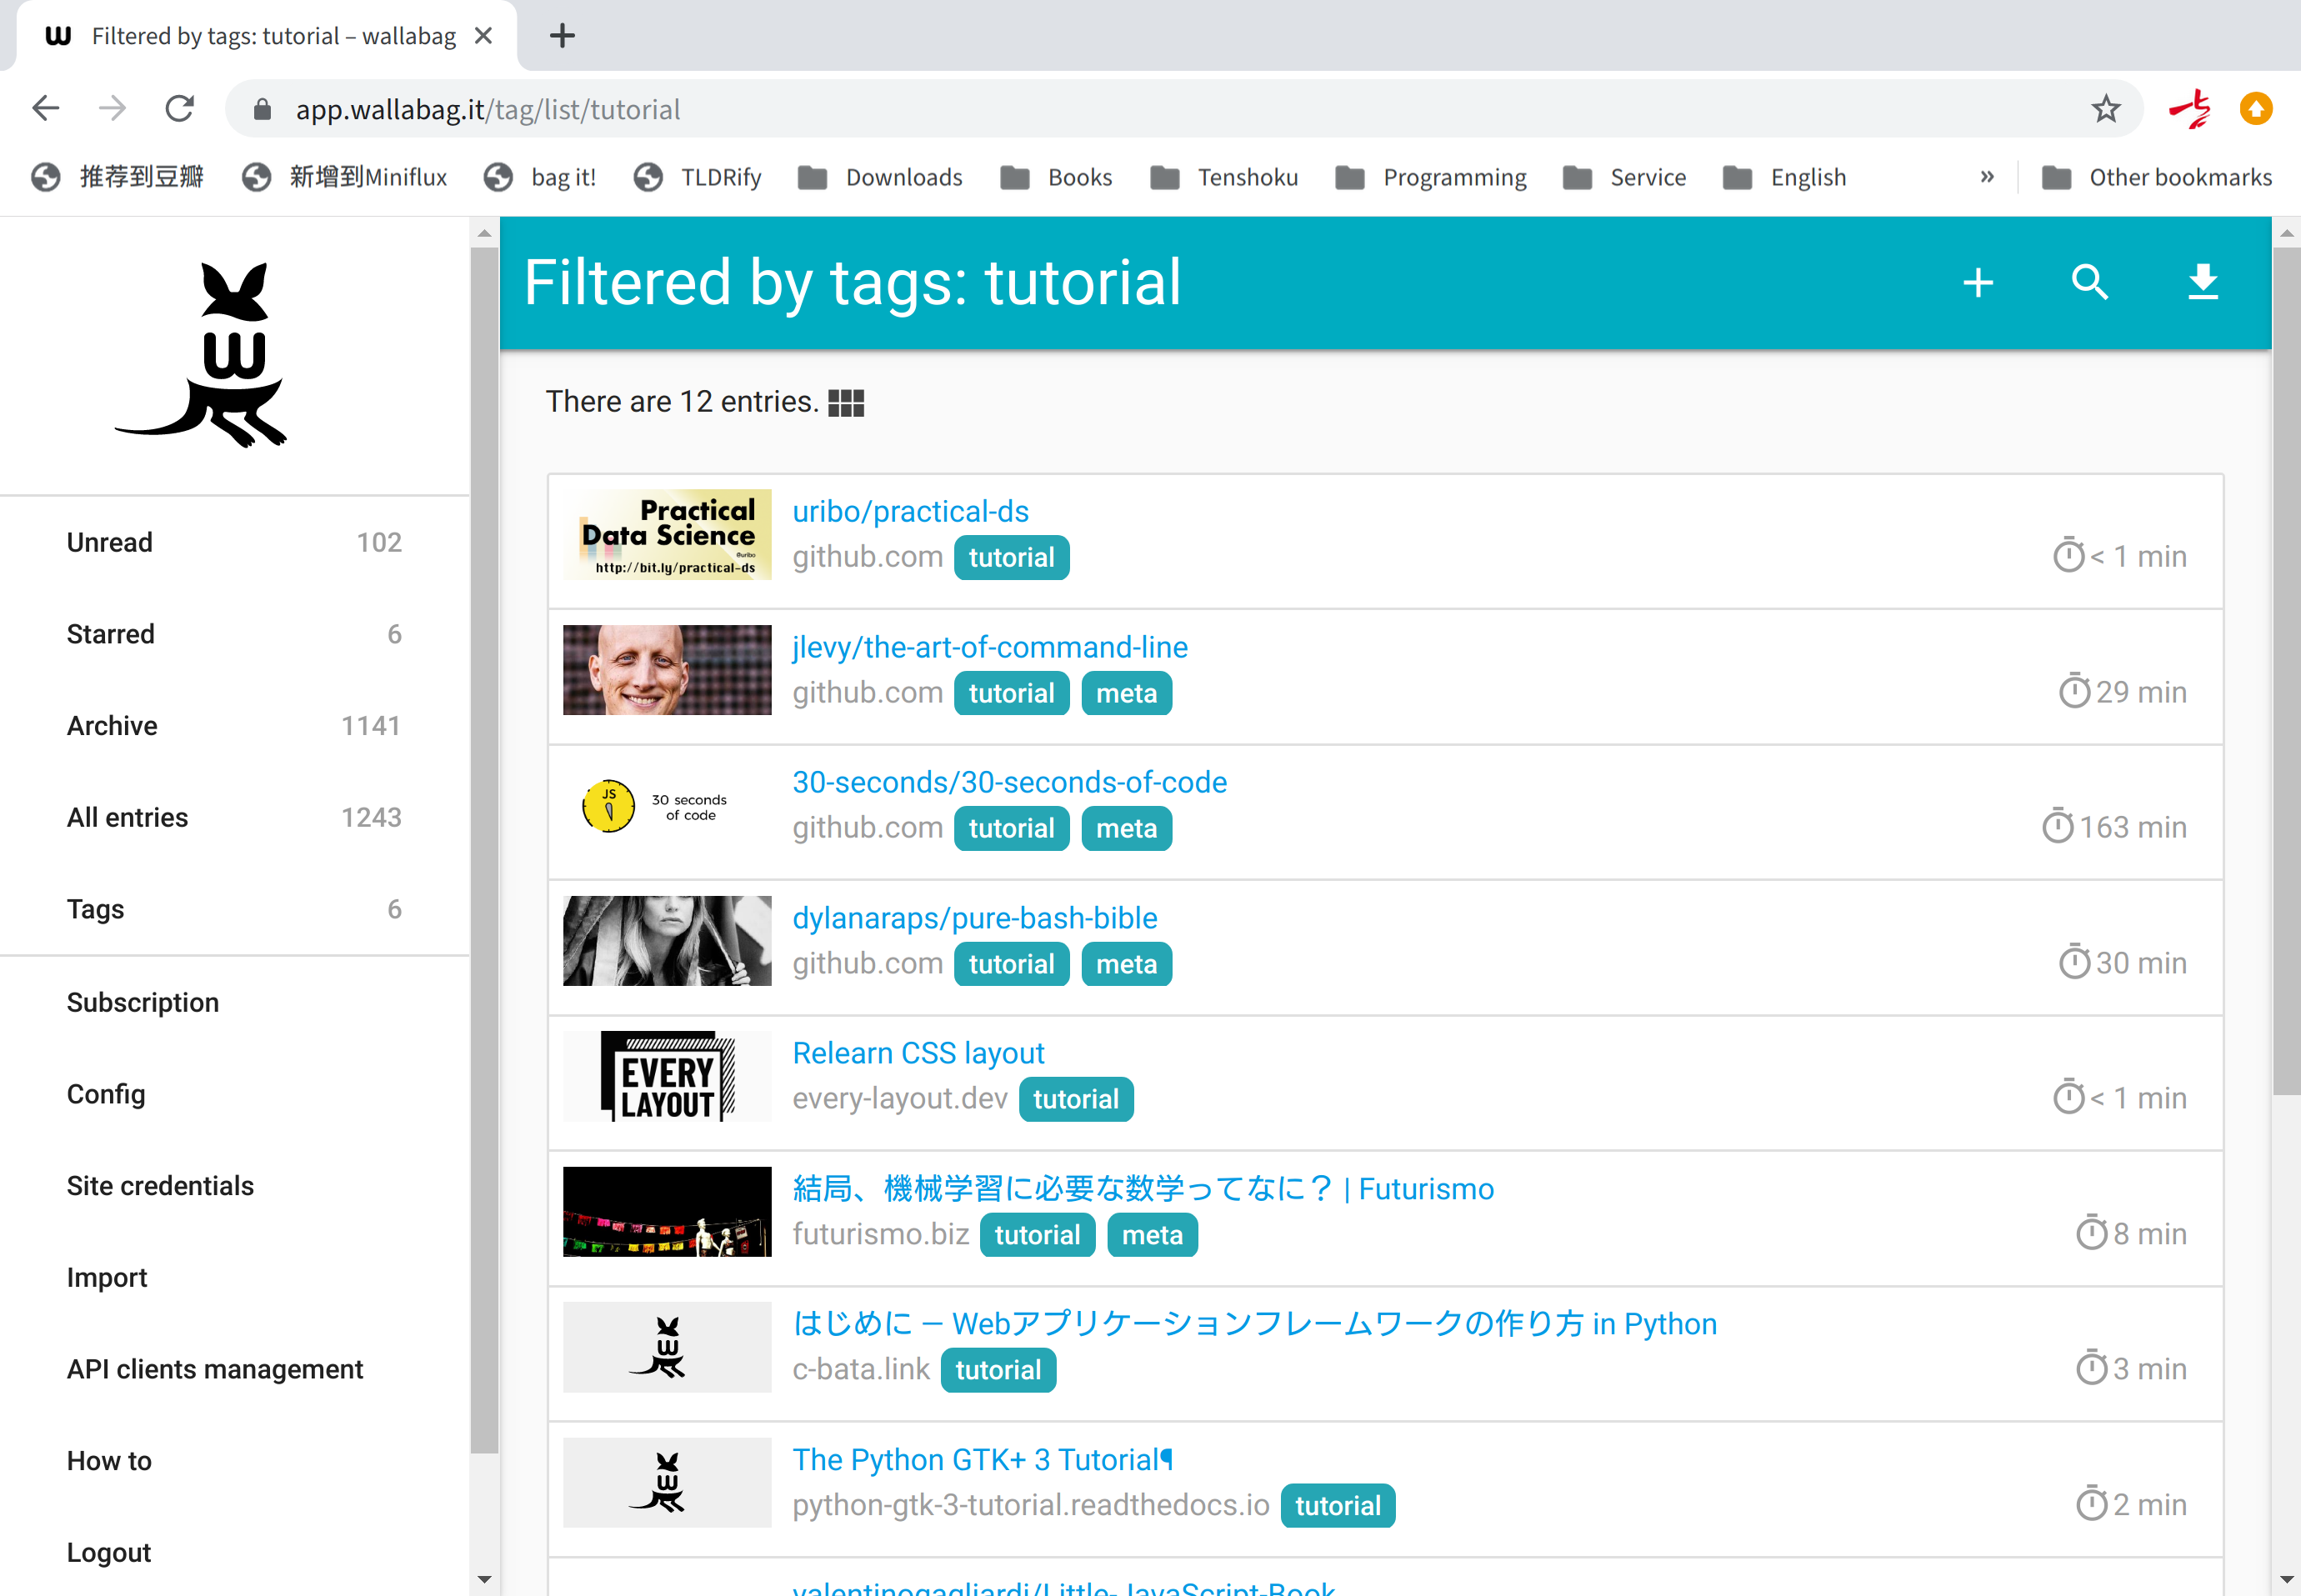 Filtered by tags: tutorial – wallabag
app.wallabag.it/tag/list/tutorial
推荐到豆瓣 新增到Miniflux bag it! TLDRify Downloads Books Tenshoku Programming Service English » Other bookmarks
Filtered by tags: tutorial
There are 12 entries.
Unread 102
Starred 6
Archive 1141
All entries 1243
Tags 6
Subscription
Config
Site credentials
Import
API clients management
How to
Logout
Practical
Data Science
@uribo
http://bit.ly/practical-ds
uribo/practical-ds
github.com tutorial
< 1 min
jlevy/the-art-of-command-line
github.com tutorial meta
29 min
JS
30 seconds
of code
30-seconds/30-seconds-of-code
github.com tutorial meta
163 min
dylanaraps/pure-bash-bible
github.com tutorial meta
30 min
EVERY
LAYOUT
Relearn CSS layout
every-layout.dev tutorial
< 1 min
結局、機械学習に必要な数学ってなに？ | Futurismo
futurismo.biz tutorial meta
8 min
はじめに — Webアプリケーションフレームワークの作り方 in Python
c-bata.link tutorial
3 min
The Python GTK+ 3 Tutorial¶
python-gtk-3-tutorial.readthedocs.io tutorial
2 min
valentinogagliardi/Little-JavaScript-Book